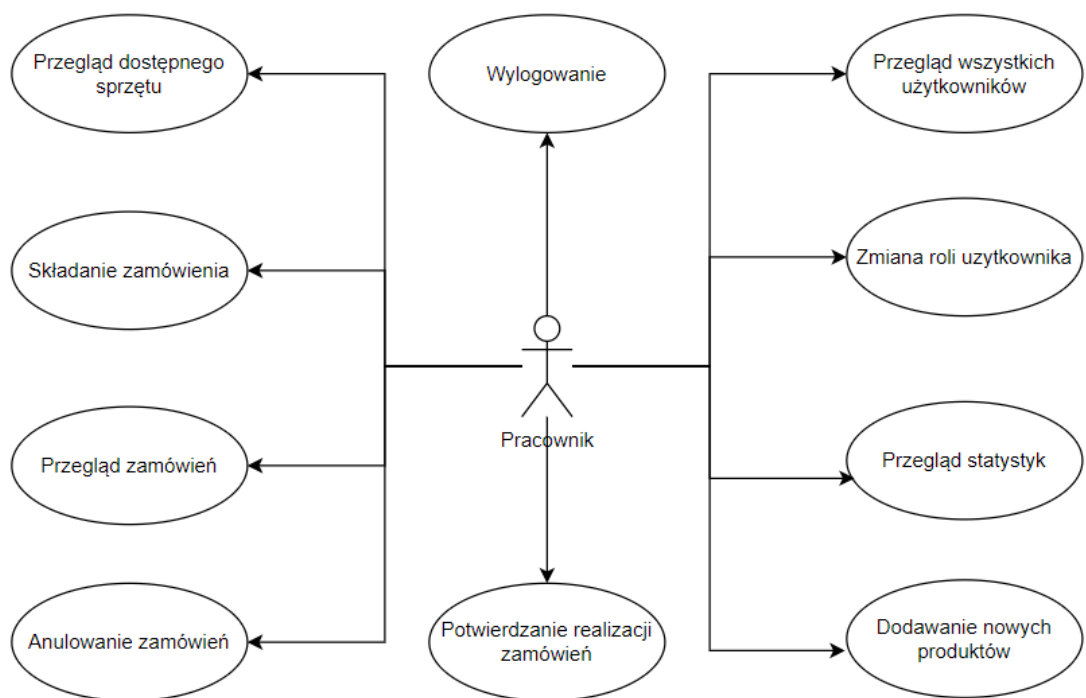 Przegląd dostępnego
sprzętu
Wylogowanie
Przegląd wszystkich
użytkowników
Składanie zamówienia
Zmiana roli uzytkownika
Pracownik
Przegląd zamówień
Przegląd statystyk
Anulowanie zamówień
Potwierdzanie realizacji
zamówień
Dodawanie nowych
produktów